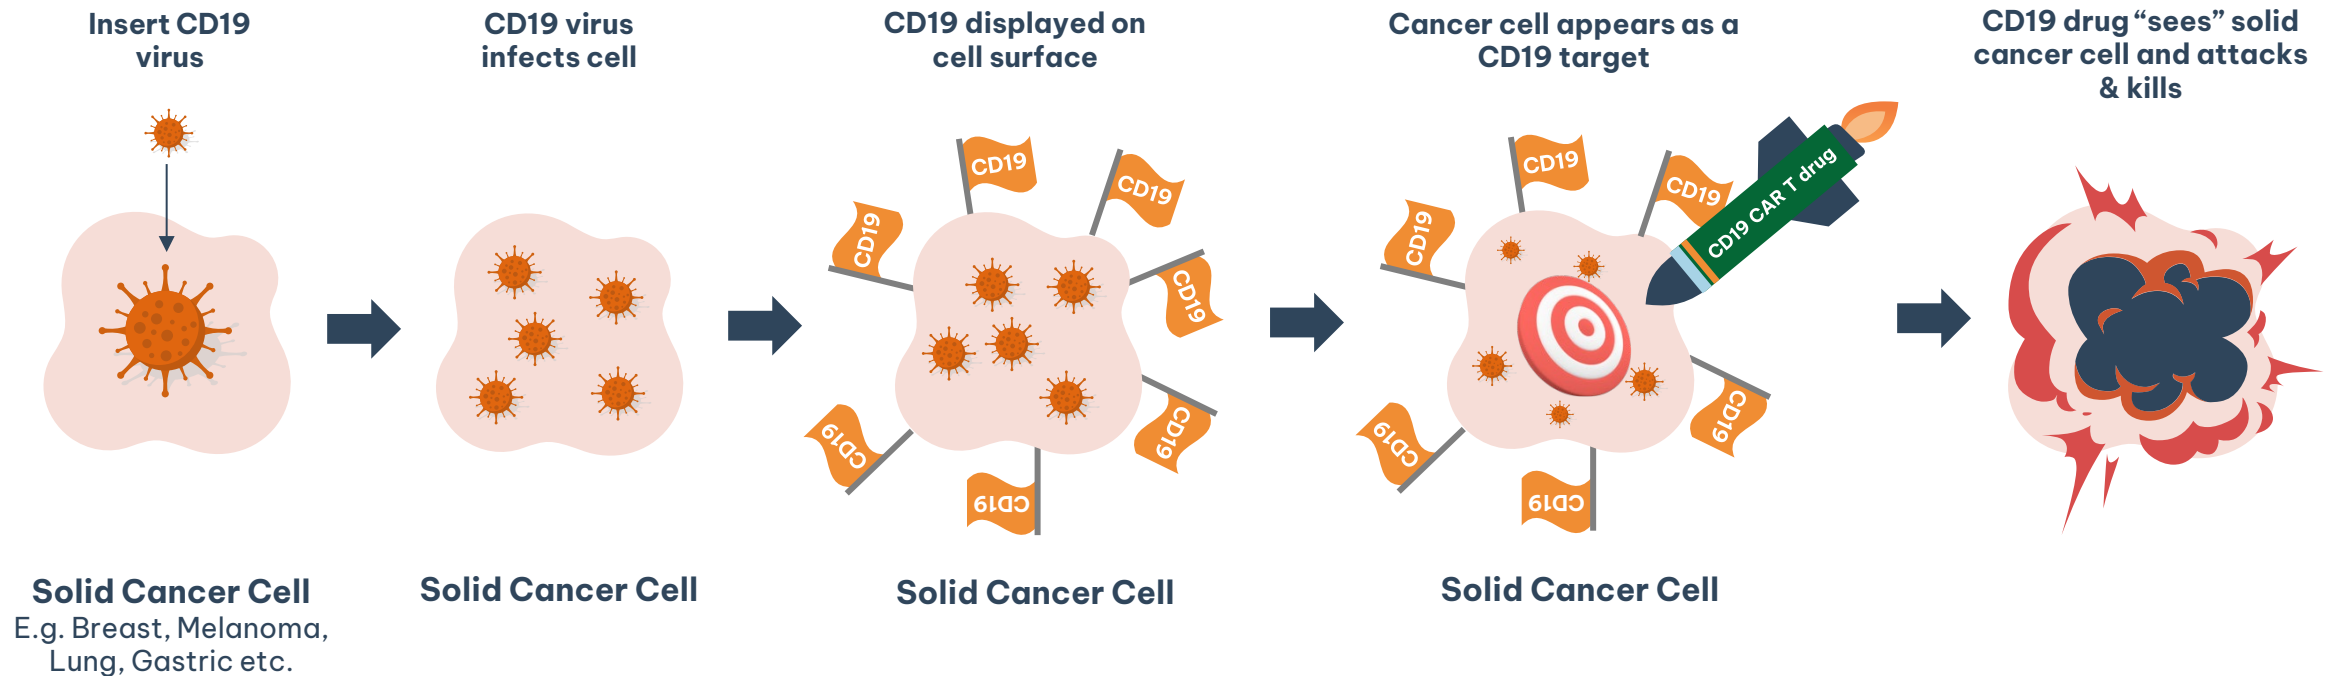 Insert CD19
virus
CD19 virus
infects cell
CD19 displayed on
cell surface
Cancer cell appears as a
CD19 target
CD19 drug “sees” solid
cancer cell and attacks
& kills
CD19
CD19
CD19
CD19
CD19
CD19
CD19
CD19
CD19
CD19
CD19 CAR T drug
CD19
CD19
CD19
Solid Cancer Cell
E.g. Breast, Melanoma,
Lung, Gastric etc.
Solid Cancer Cell
Solid Cancer Cell
Solid Cancer Cell